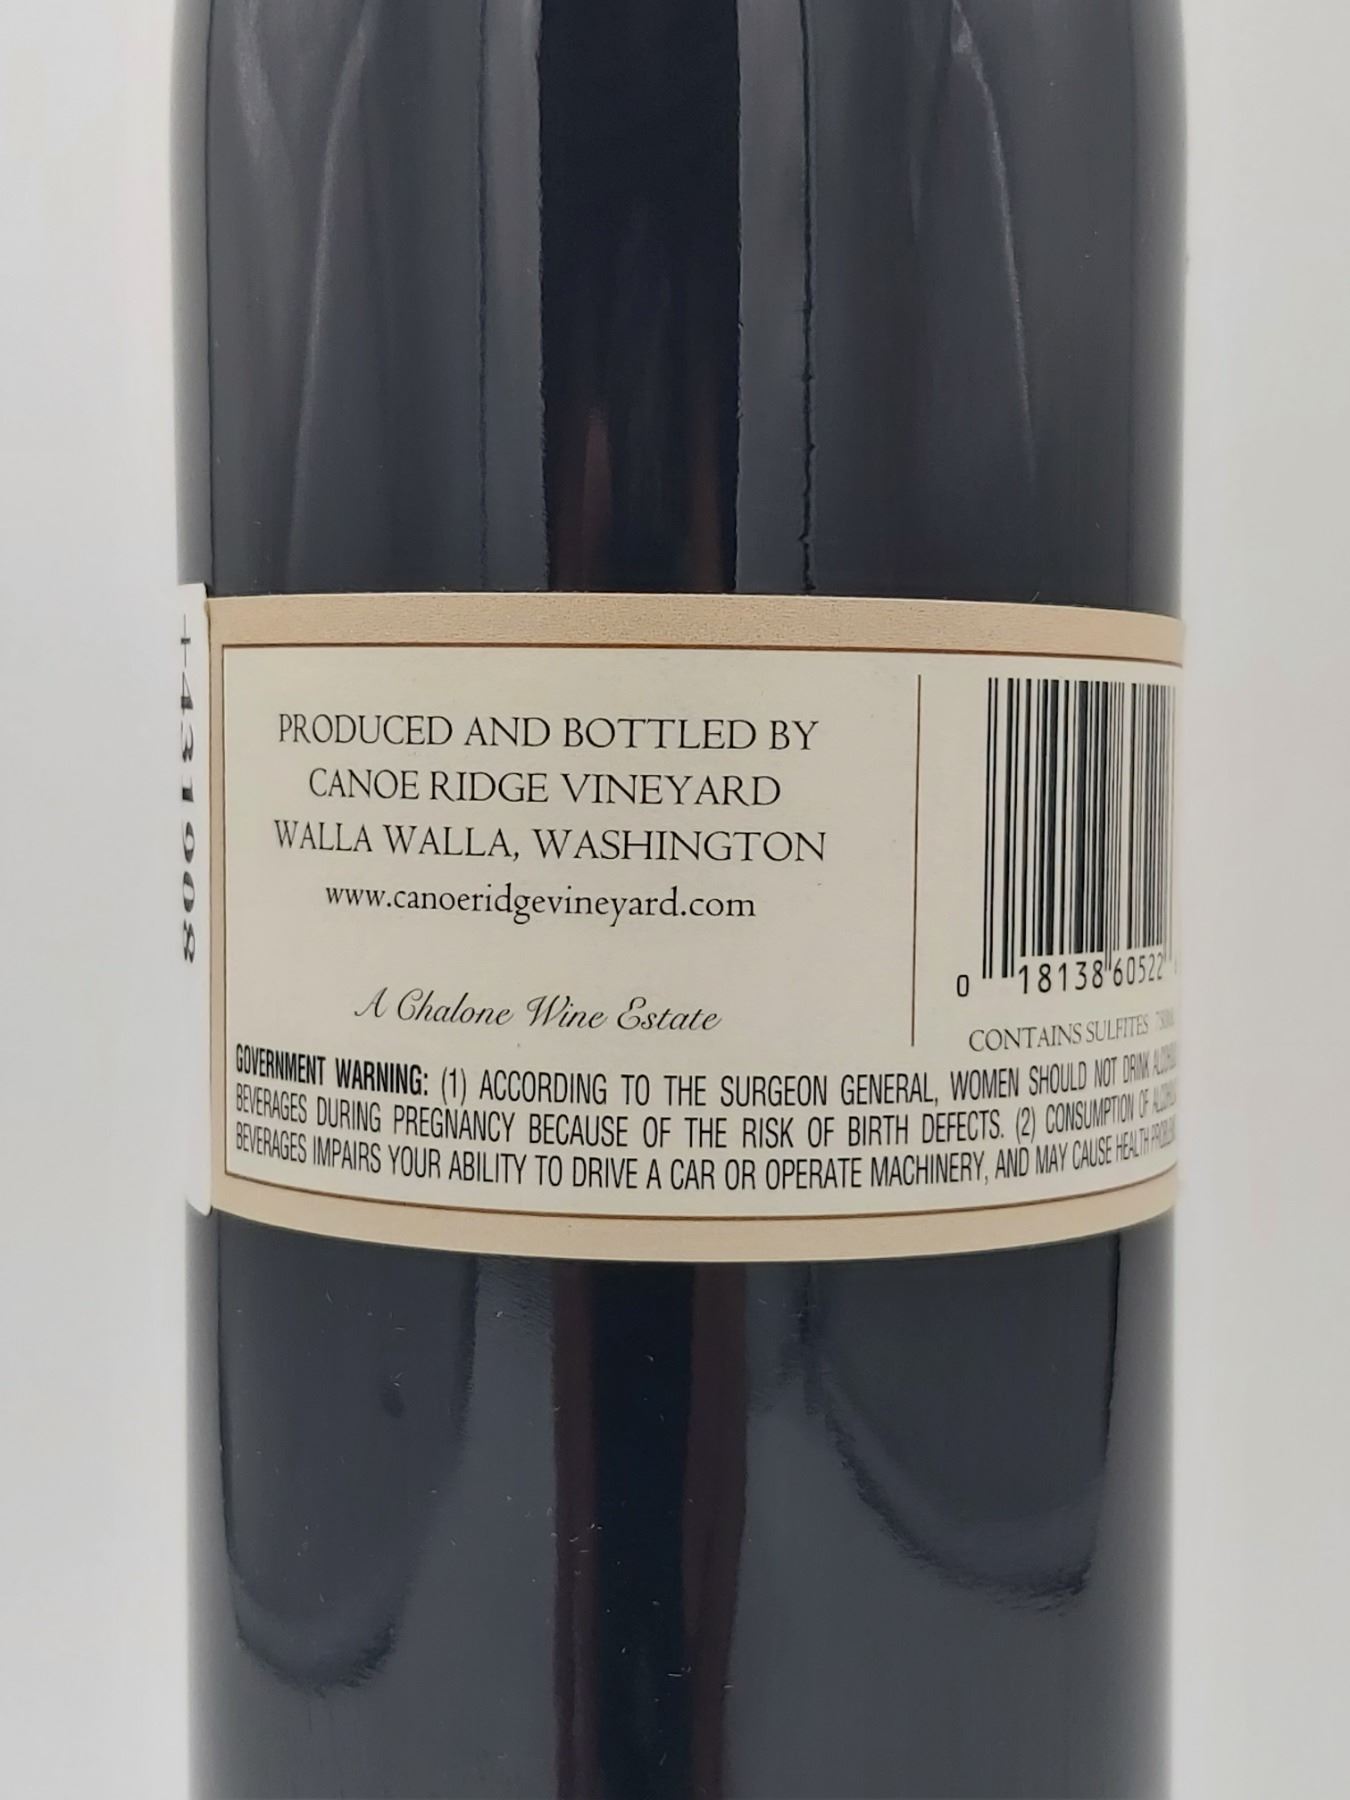 +431908
PRODUCED AND BOTTLED BY
CANOE RIDGE VINEYARD
WALLA WALLA, WASHINGTON
www.canoeridgevineyard.com
A Chalone Wine Estate
0 18138 60522
CONTAINS SULFITES
GOVERNMENT WARNING: (1) ACCORDING TO THE SURGEON GENERAL, WOMEN SHOULD NOT DRINK ALCOHOLIC
BEVERAGES DURING PREGNANCY BECAUSE OF THE RISK OF BIRTH DEFECTS. (2) CONSUMPTION OF ALCOHOLIC
BEVERAGES IMPAIRS YOUR ABILITY TO DRIVE A CAR OR OPERATE MACHINERY, AND MAY CAUSE HEALTH PROBLEMS